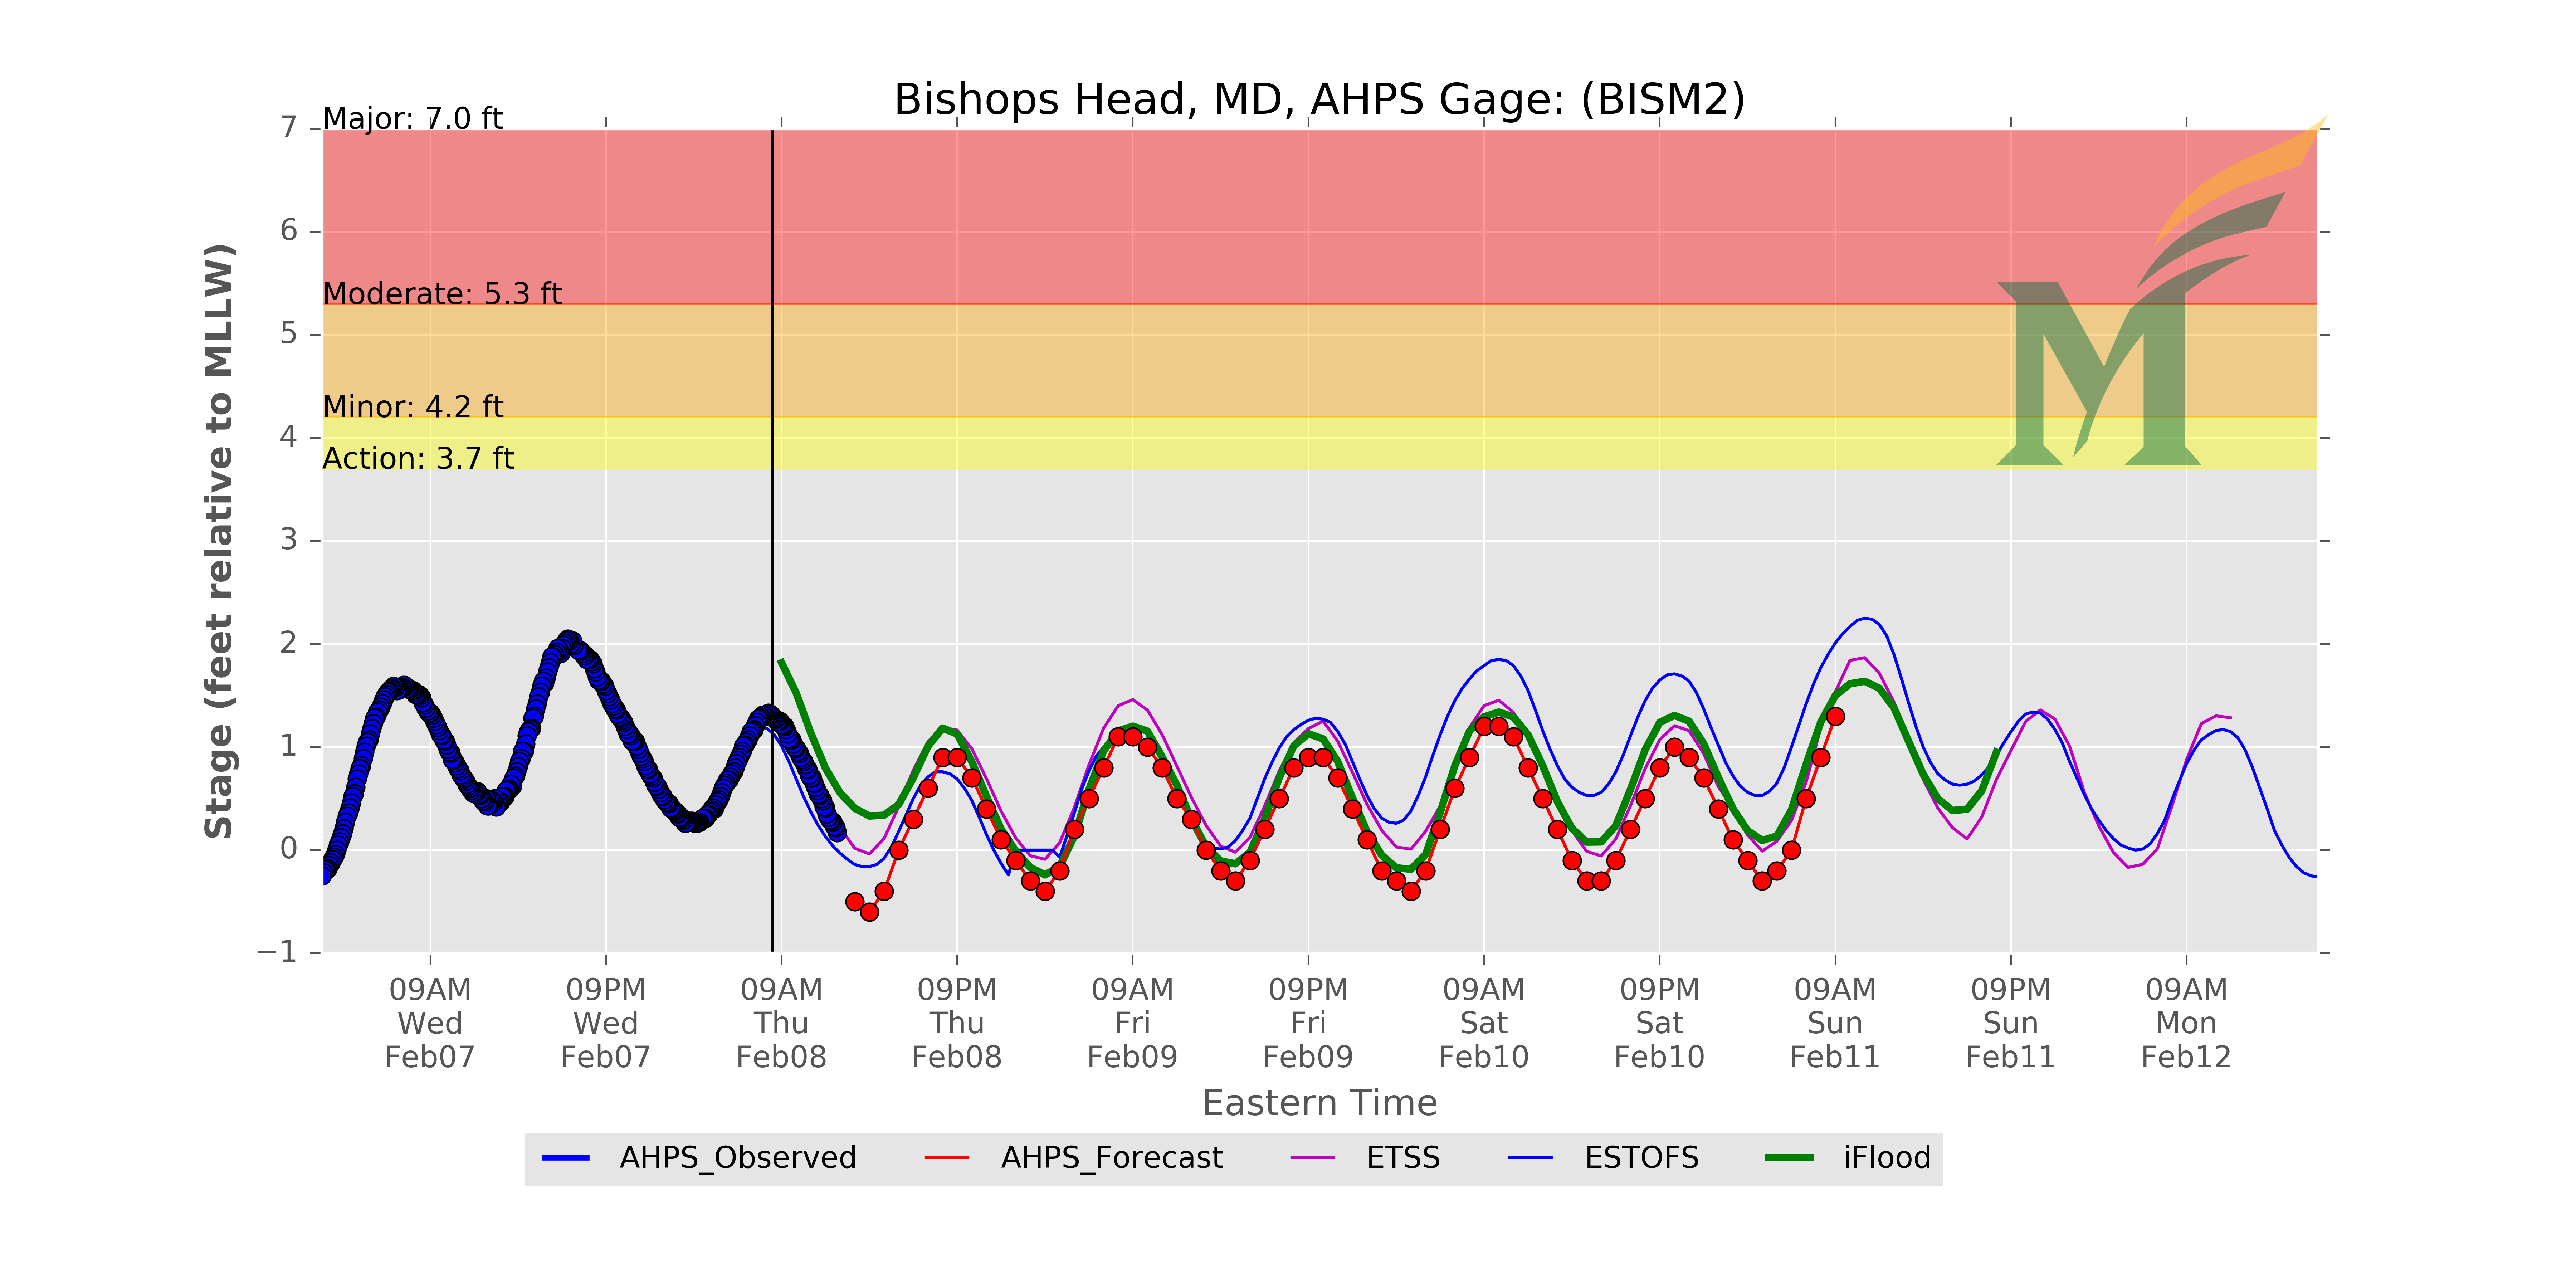 Bishops Head, MD, AHPS Gage: (BISM2)
Major: 7.0 ft
Moderate: 5.3 ft
Minor: 4.2 ft
Action: 3.7 ft
7
6
5
4
3
2
1
0
−1
Stage (feet relative to MLLW)
09AM
Wed
Feb07
09PM
Wed
Feb07
09AM
Thu
Feb08
09PM
Thu
Feb08
09AM
Fri
Feb09
09PM
Fri
Feb09
09AM
Sat
Feb10
09PM
Sat
Feb10
09AM
Sun
Feb11
09PM
Sun
Feb11
09AM
Mon
Feb12
Eastern Time
AHPS_Observed
AHPS_Forecast
ETSS
ESTOFS
iFlood
M